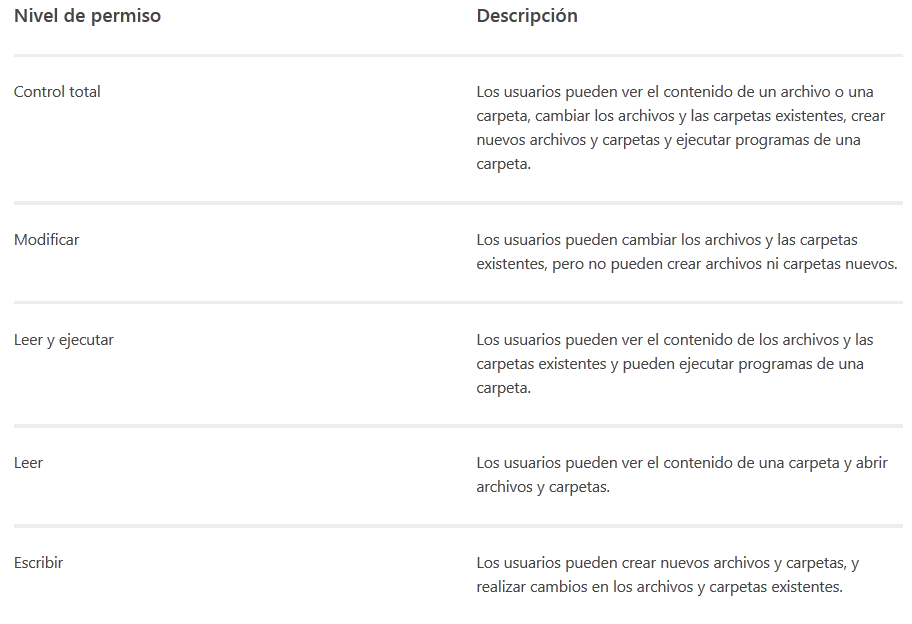 Nivel de permiso
Descripción
Control total
Los usuarios pueden ver el contenido de un archivo o una
carpeta, cambiar los archivos y las carpetas existentes, crear
nuevos archivos y carpetas y ejecutar programas de una
carpeta.
Modificar
Los usuarios pueden cambiar los archivos y las carpetas
existentes, pero no pueden crear archivos ni carpetas nuevos.
Leer y ejecutar
Los usuarios pueden ver el contenido de los archivos y las
carpetas existentes y pueden ejecutar programas de una
carpeta.
Leer
Los usuarios pueden ver el contenido de una carpeta y abrir
archivos y carpetas.
Escribir
Los usuarios pueden crear nuevos archivos y carpetas, y
realizar cambios en los archivos y carpetas existentes.